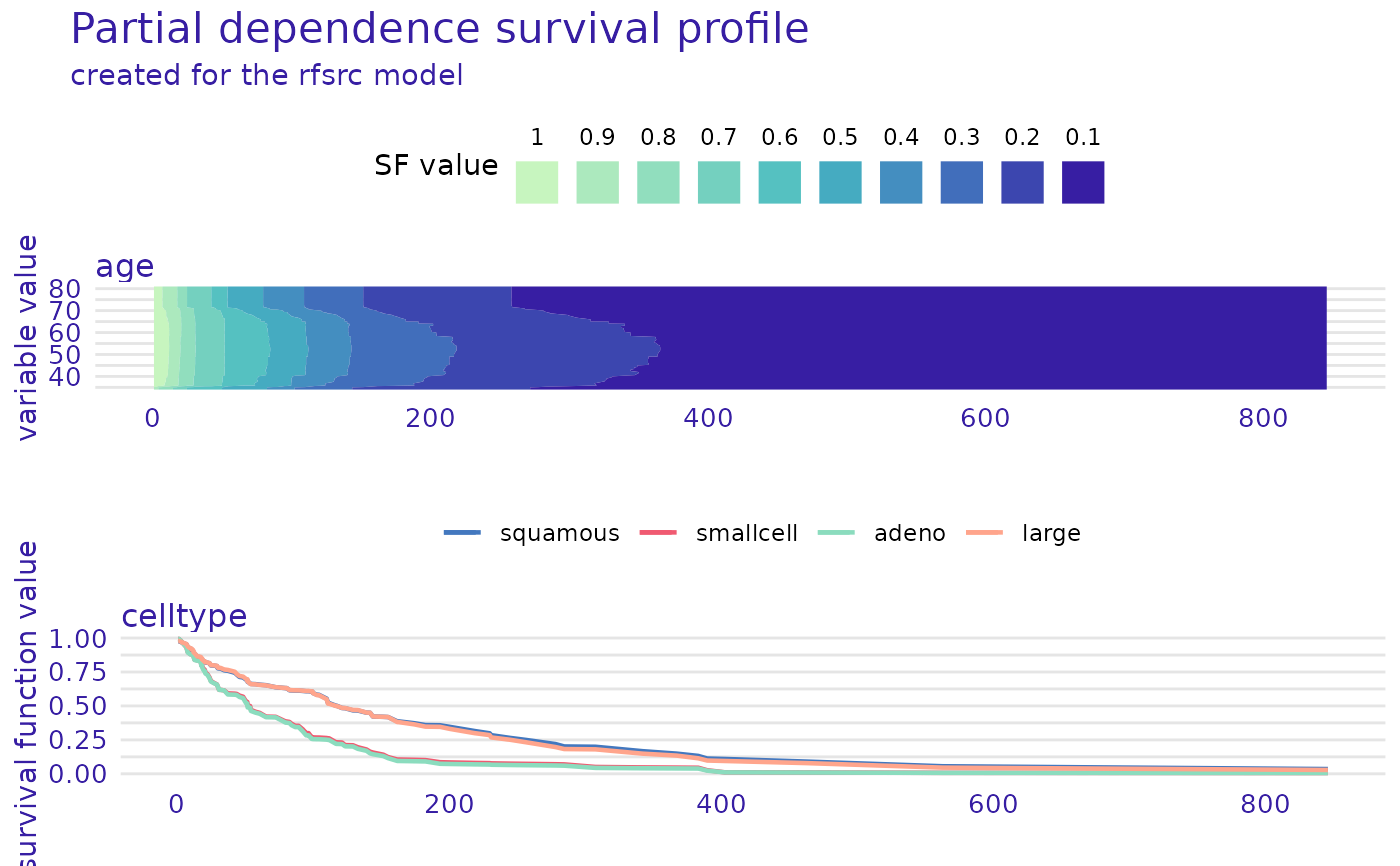 Partial dependence survival profile
created for the rfsrc model
SF value
1 0.9 0.8 0.7 0.6 0.5 0.4 0.3 0.2 0.1
variable value
age
80
70
60
50
40
0 200 400 600 800
squamous smallcell adeno large
survival function value
celltype
1.00
0.75
0.50
0.25
0.00
0 200 400 600 800